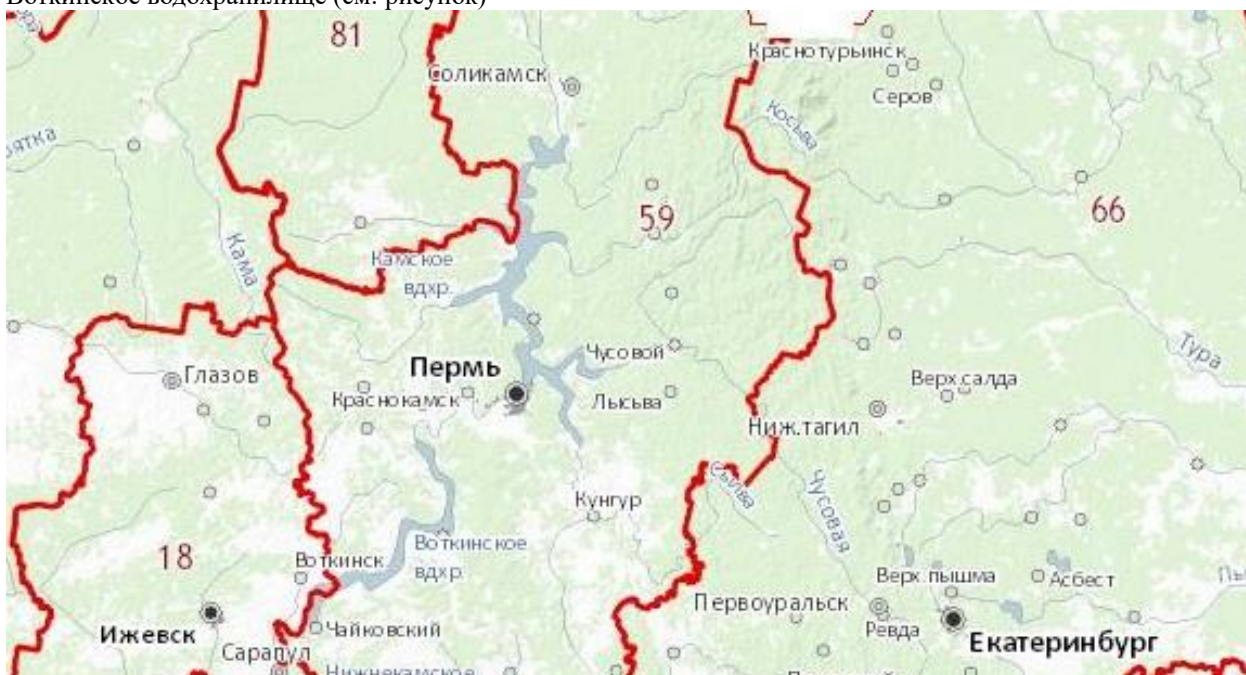 Воткинское водохранилище (см. рисунок)
81
Краснотурьинск
Соликамск
Серов
Косьва
59
66
Кама
Камское
вдхр.
Тура
Чусовой
Пермь
Глазов
Верх.салда
Краснокамск
Лысьва
Ниж.тагил
Сылва
Чусовая
Кунгур
Воткинское
вдхр.
18
Воткинск
Верх.пышма
Асбест
Первоуральск
Ревда
Ижевск
Чайковский
Екатеринбург
Сарапул
Нижнекамское